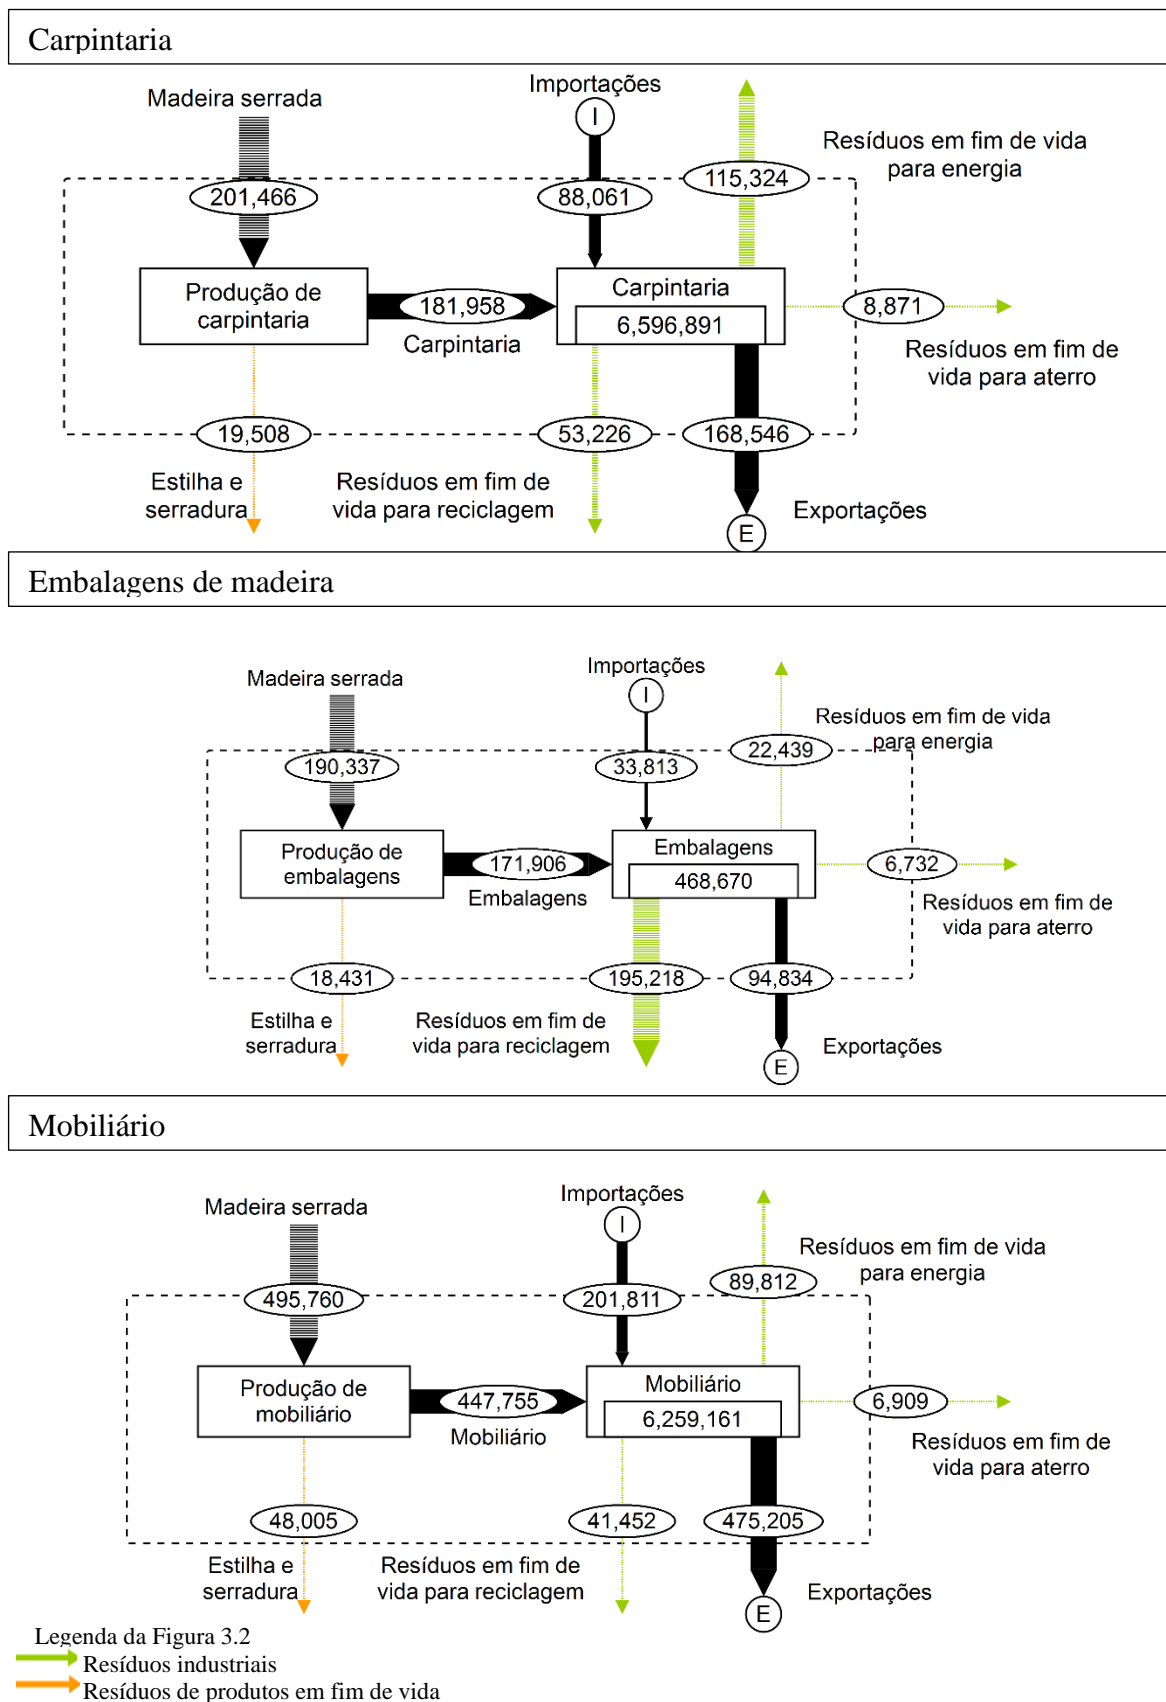 Carpintaria
Madeira serrada
Importações
I
Resíduos em fim de vida
para energia
201,466
88,061
115,324
Produção de
carpintaria
181,958
Carpintaria
Carpintaria
6,596,891
8,871
Resíduos em fim de
vida para aterro
19,508
53,226
168,546
Estilha e
serradura
Resíduos em fim de
vida para reciclagem
Exportações
E
Embalagens de madeira
Madeira serrada
Importações
I
Resíduos em fim de vida
para energia
190,337
33,813
22,439
Produção de
embalagens
171,906
Embalagens
Embalagens
468,670
6,732
Resíduos em fim de
vida para aterro
18,431
195,218
94,834
Estilha e
serradura
Resíduos em fim de
vida para reciclagem
Exportações
E
Mobiliário
Madeira serrada
Importações
I
Resíduos em fim de vida
para energia
495,760
201,811
89,812
Produção de
mobiliário
447,755
Mobiliário
Mobiliário
6,259,161
6,909
Resíduos em fim de
vida para aterro
48,005
41,452
475,205
Estilha e
serradura
Resíduos em fim de
vida para reciclagem
Exportações
E
Legenda da Figura 3.2
Resíduos industriais
Resíduos de produtos em fim de vida